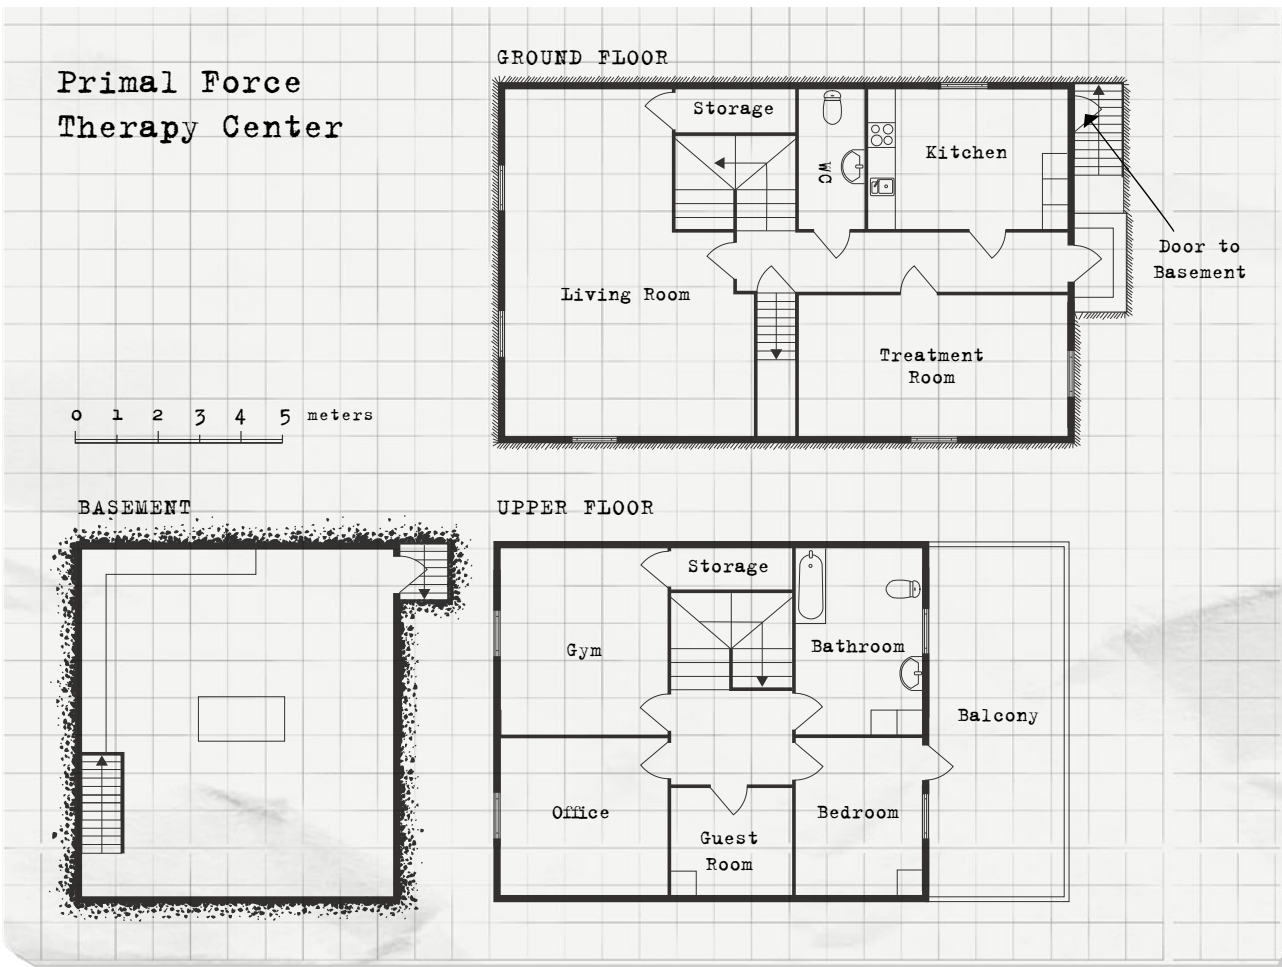 Primal Force
Therapy Center
GROUND FLOOR
Storage
WC
Kitchen
Door to
Basement
Living Room
Treatment
Room
0 1 2 3 4 5 meters
BASEMENT
UPPER FLOOR
Storage
Gym
Bathroom
Balcony
Office
Guest
Room
Bedroom